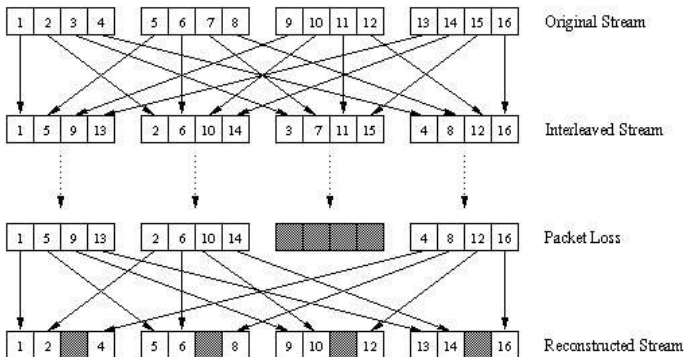 1 2 3 4 5 6 7 8 9 10 11 12 13 14 15 16 Original Stream
1 5 9 13 2 6 10 14 3 7 11 15 4 8 12 16 Interleaved Stream
1 5 9 13 2 6 10 14 4 8 12 16 Packet Loss
1 2 4 5 6 8 9 10 12 13 14 16 Reconstructed Stream